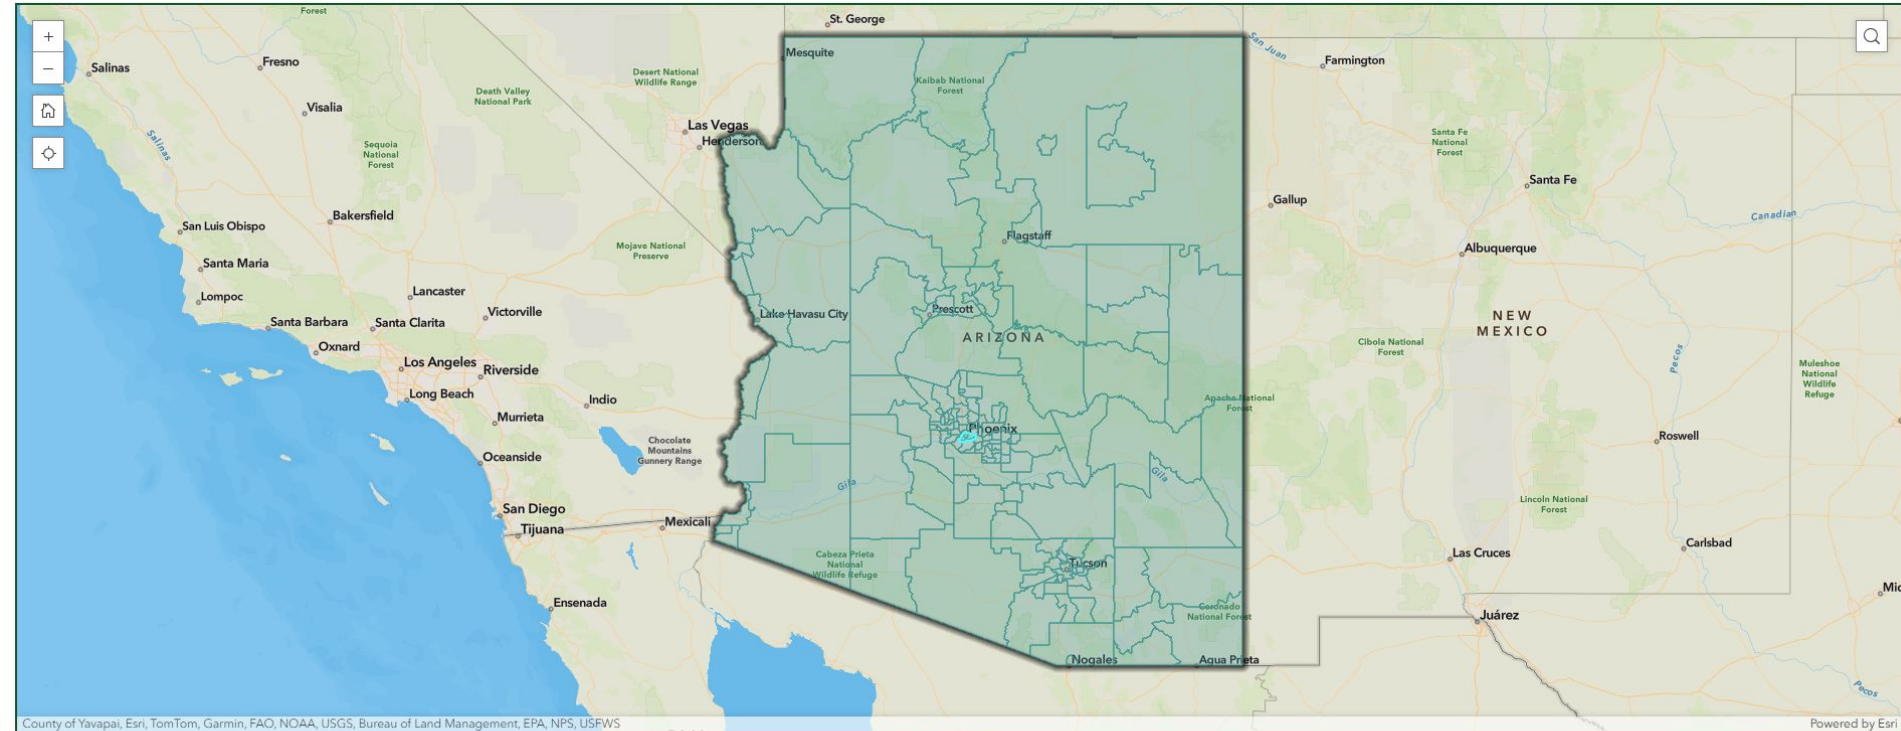 Forest
St. George
+
San Juan
Mesquite
Farmington
Fresno
Salinas
Desert National
Wildlife Range
Kaibab National
Forest
−
Death Valley
National Park
Visalia
Las Vegas
Henderson
Salinas
Santa Fe
National
Forest
Sequoia
National
Forest
Santa Fe
Gallup
Bakersfield
Canadian
San Luis Obispo
Flagstaff
Mojave National
Preserve
Albuquerque
Santa Maria
Lompoc
Lancaster
Victorville
Prescott
Lake Havasu City
NEW
MEXICO
Santa Barbara
Santa Clarita
ARIZONA
Oxnard
Cibola National
Forest
Pecos
Los Angeles
Riverside
Muleshoe
National
Wildlife
Refuge
Long Beach
Indio
Apache National
Forest
Murrieta
Phoenix
Roswell
Chocolate
Mountains
Gunnery Range
Oceanside
Gila
Gila
Lincoln National
Forest
San Diego
Tijuana
Mexicali
Carlsbad
Cabeza Prieta
National
Wildlife Refuge
Las Cruces
Tucson
Mic
Ensenada
Coronado
National Forest
Juárez
Nogales
Agua Prieta
Pecos
County of Yavapai, Esri, TomTom, Garmin, FAO, NOAA, USGS, Bureau of Land Management, EPA, NPS, USFWS
Powered by Esri